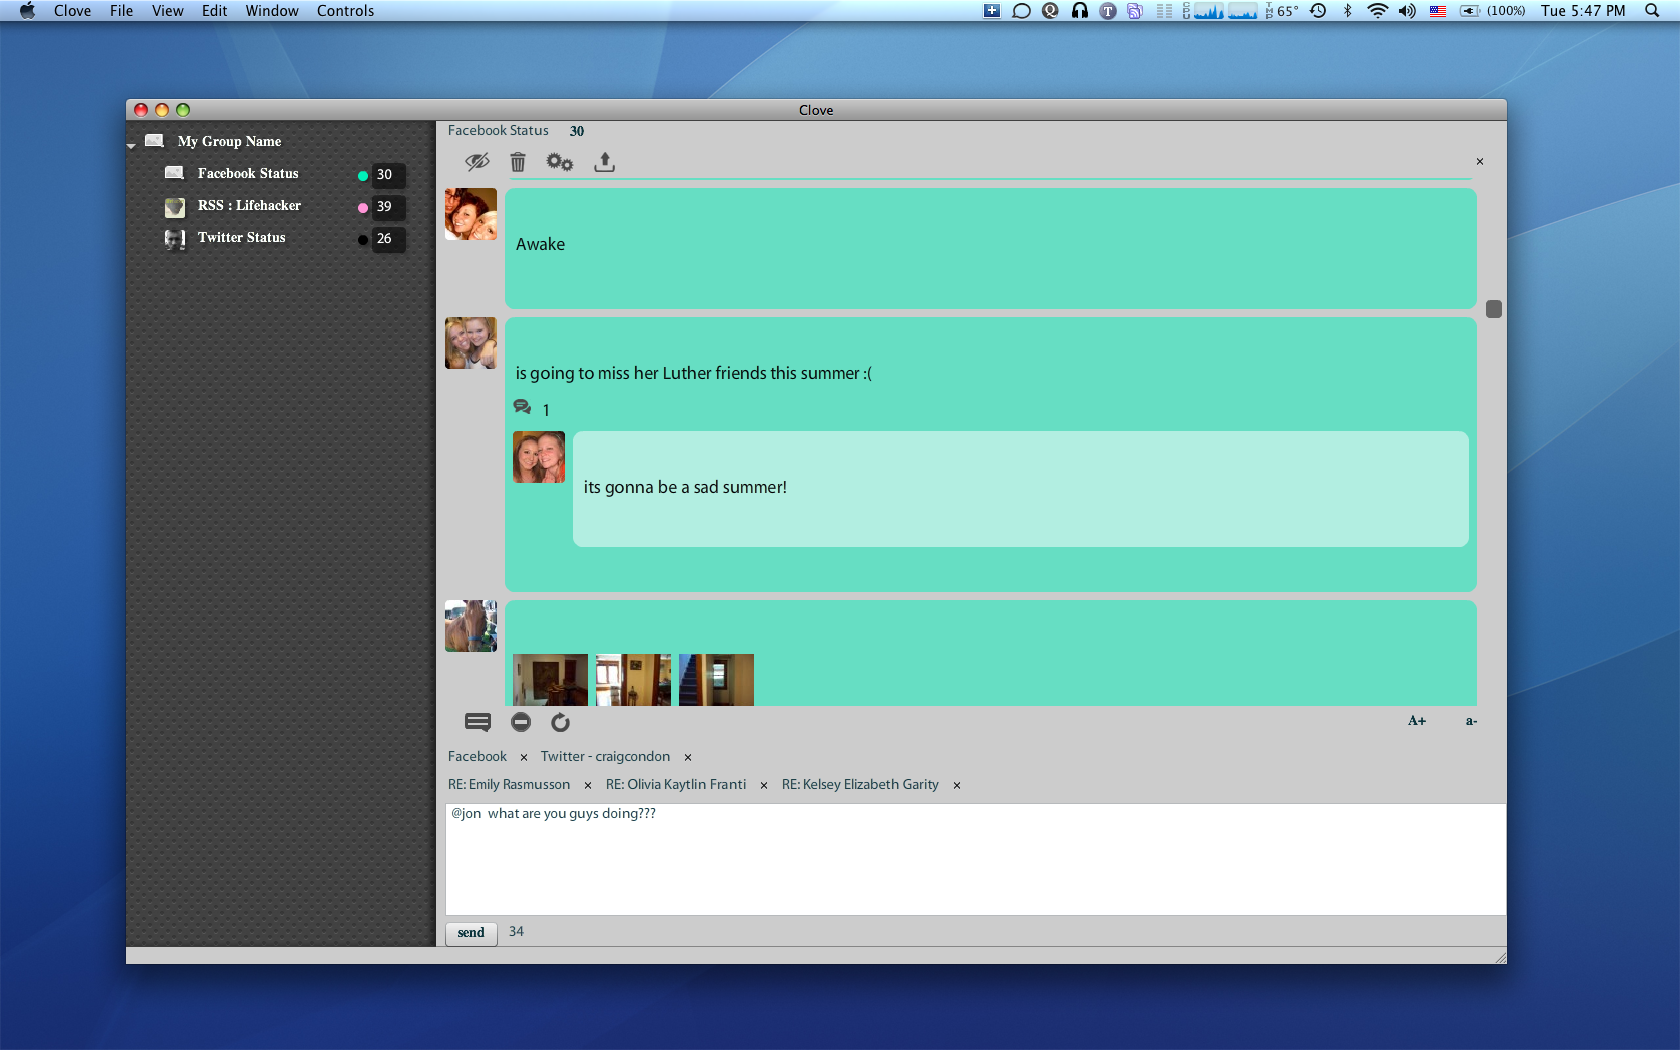 Clove File View Edit Window Controls
CPU TMP 65° (100%) Tue 5:47 PM
Clove
My Group Name
Facebook Status 30
RSS : Lifehacker 39
Twitter Status 26
Facebook Status 30
Awake
is going to miss her Luther friends this summer :(
1
its gonna be a sad summer!
A+ a-
Facebook × Twitter - craigcondon ×
RE: Emily Rasmusson × RE: Olivia Kaytlin Franti × RE: Kelsey Elizabeth Garity ×
@jon  what are you guys doing???
send 34